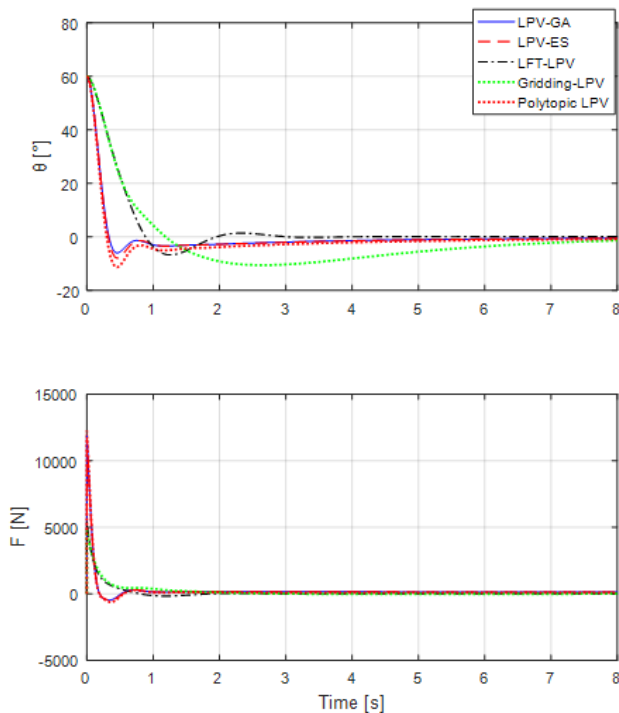 80
60
40
20
0
-20
θ [°]
LPV-GA
LPV-ES
LFT-LPV
Gridding-LPV
Polytopic LPV
0 1 2 3 4 5 6 7 8
15000
10000
5000
0
-5000
F [N]
0 1 2 3 4 5 6 7 8
Time [s]